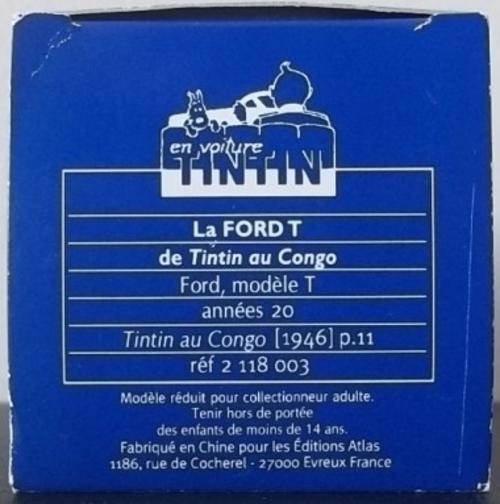 en voiture
TINTIN
La FORD T
de Tintin au Congo
Ford, modèle T
années 20
Tintin au Congo [1946] p.11
réf 2 118 003
Modèle réduit pour collectionneur adulte.
Tenir hors de portée
des enfants de moins de 14 ans.
Fabriqué en Chine pour les Éditions Atlas
1186, rue de Cocherel - 27000 Evreux France